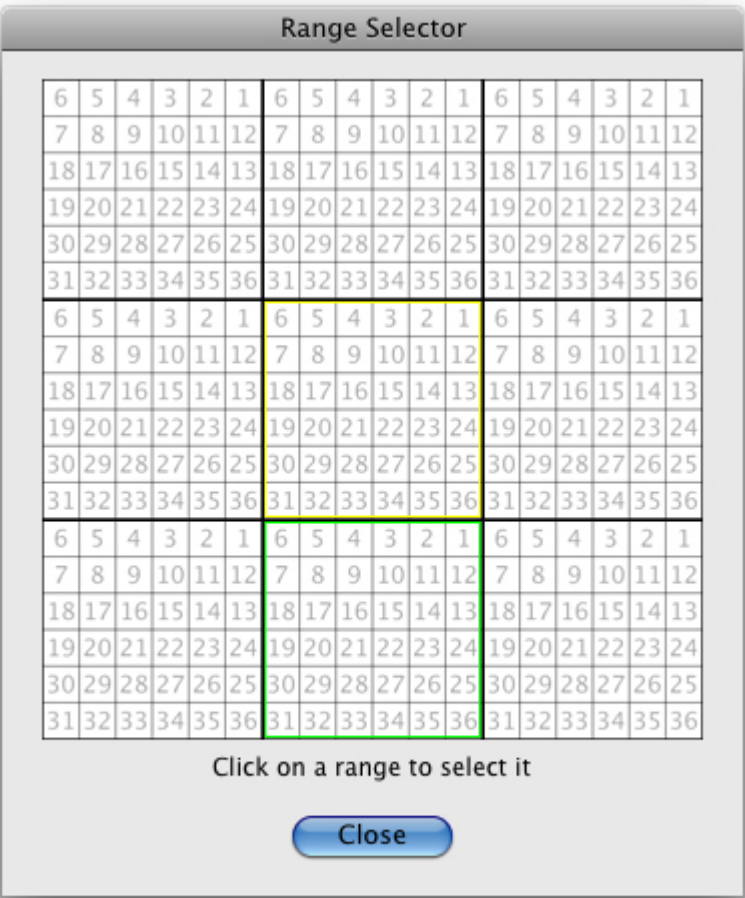 Range Selector
6 5 4 3 2 1 6 5 4 3 2 1 6 5 4 3 2 1
7 8 9 10 11 12 7 8 9 10 11 12 7 8 9 10 11 12
18 17 16 15 14 13 18 17 16 15 14 13 18 17 16 15 14 13
19 20 21 22 23 24 19 20 21 22 23 24 19 20 21 22 23 24
30 29 28 27 26 25 30 29 28 27 26 25 30 29 28 27 26 25
31 32 33 34 35 36 31 32 33 34 35 36 31 32 33 34 35 36
6 5 4 3 2 1 6 5 4 3 2 1 6 5 4 3 2 1
7 8 9 10 11 12 7 8 9 10 11 12 7 8 9 10 11 12
18 17 16 15 14 13 18 17 16 15 14 13 18 17 16 15 14 13
19 20 21 22 23 24 19 20 21 22 23 24 19 20 21 22 23 24
30 29 28 27 26 25 30 29 28 27 26 25 30 29 28 27 26 25
31 32 33 34 35 36 31 32 33 34 35 36 31 32 33 34 35 36
6 5 4 3 2 1 6 5 4 3 2 1 6 5 4 3 2 1
7 8 9 10 11 12 7 8 9 10 11 12 7 8 9 10 11 12
18 17 16 15 14 13 18 17 16 15 14 13 18 17 16 15 14 13
19 20 21 22 23 24 19 20 21 22 23 24 19 20 21 22 23 24
30 29 28 27 26 25 30 29 28 27 26 25 30 29 28 27 26 25
31 32 33 34 35 36 31 32 33 34 35 36 31 32 33 34 35 36
Click on a range to select it
Close